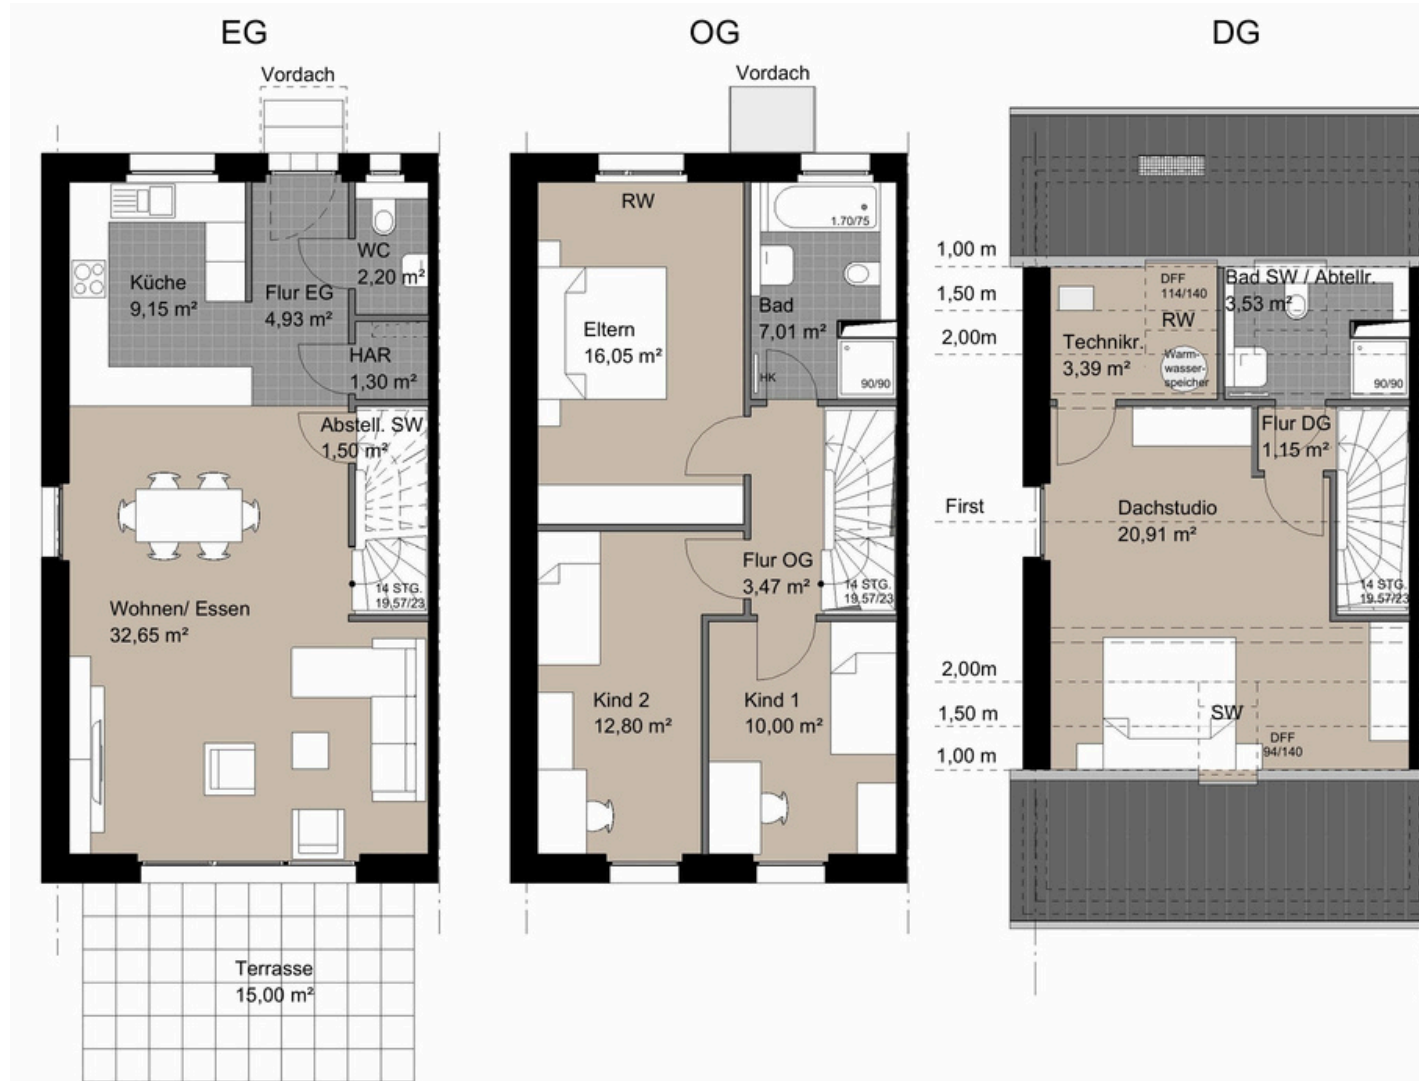 EG
Vordach
Küche
9,15 m²
Flur EG
4,93 m²
WC
2,20 m²
HAR
1,30 m²
Abstell. SW
1,50 m²
14 STG.
19,57/23
Wohnen/ Essen
32,65 m²
Terrasse
15,00 m²
OG
Vordach
RW
1.70/75
Eltern
16,05 m²
Bad
7,01 m²
HK
90/90
Flur OG
3,47 m²
14 STG.
19,57/23
Kind 2
12,80 m²
Kind 1
10,00 m²
DG
1,00 m
1,50 m
2,00m
DFF
114/140
RW
Bad SW / Abtellr.
3,53 m²
Technikr.
3,39 m²
Warm-
wasser-
speicher
90/90
Flur DG
1,15 m²
First
Dachstudio
20,91 m²
14 STG.
19,57/23
2,00m
1,50 m
1,00 m
SW
DFF
94/140